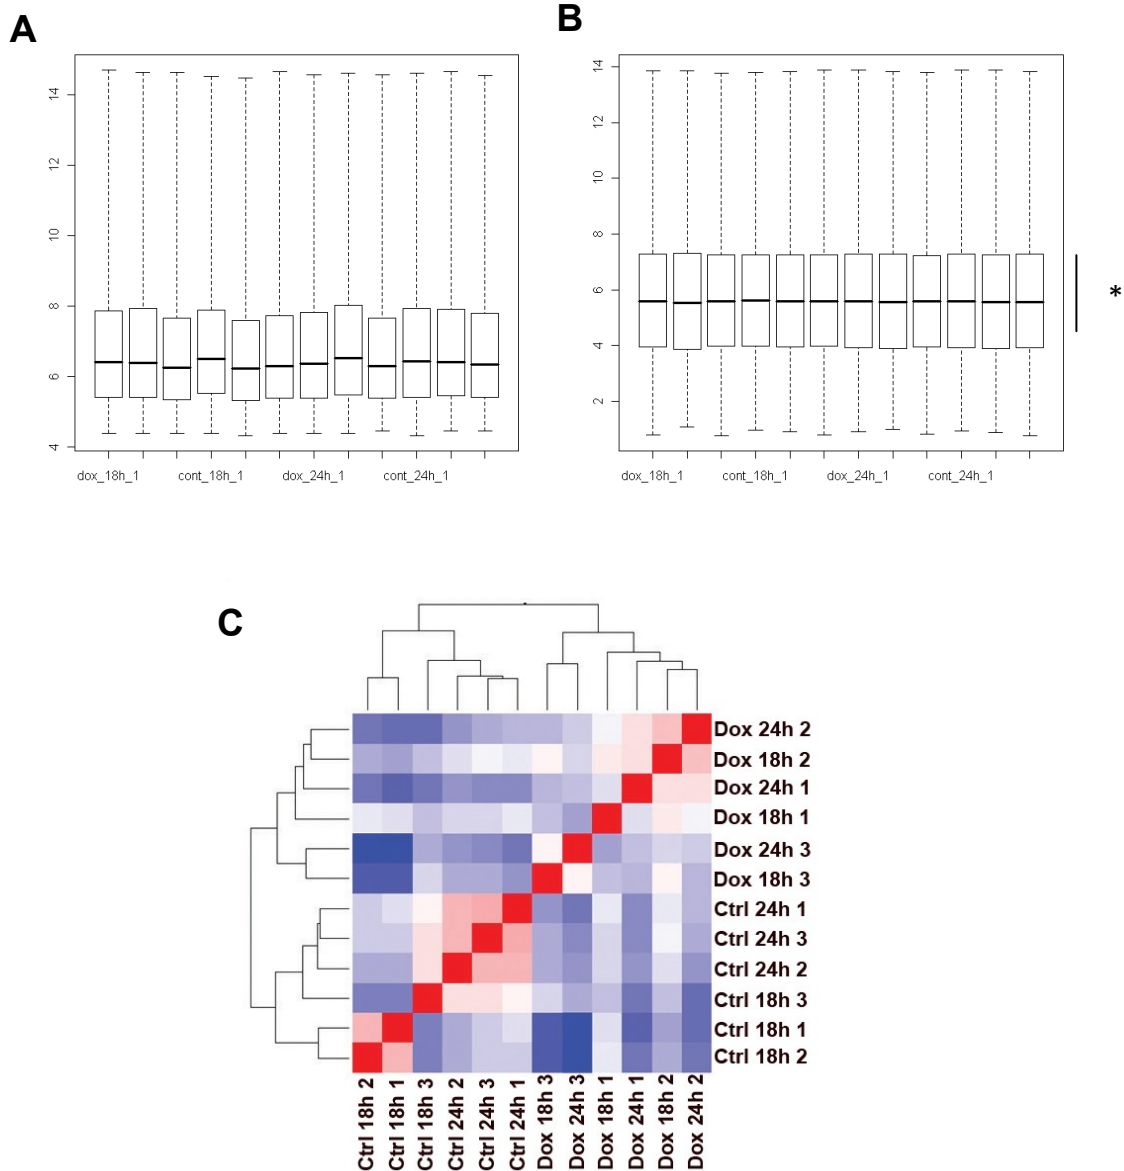 A
B
14
12
10
8
6
4
dox_18h_1 cont_18h_1 dox_24h_1 cont_24h_1
14
12
10
8
6
4
2
*
dox_18h_1 cont_18h_1 dox_24h_1 cont_24h_1
C
Dox 24h 2
Dox 18h 2
Dox 24h 1
Dox 18h 1
Dox 24h 3
Dox 18h 3
Ctrl 24h 1
Ctrl 24h 3
Ctrl 24h 2
Ctrl 18h 3
Ctrl 18h 1
Ctrl 18h 2
Ctrl 18h 2
Ctrl 18h 1
Ctrl 18h 3
Ctrl 24h 2
Ctrl 24h 3
Ctrl 24h 1
Dox 18h 3
Dox 24h 3
Dox 18h 1
Dox 24h 1
Dox 18h 2
Dox 24h 2